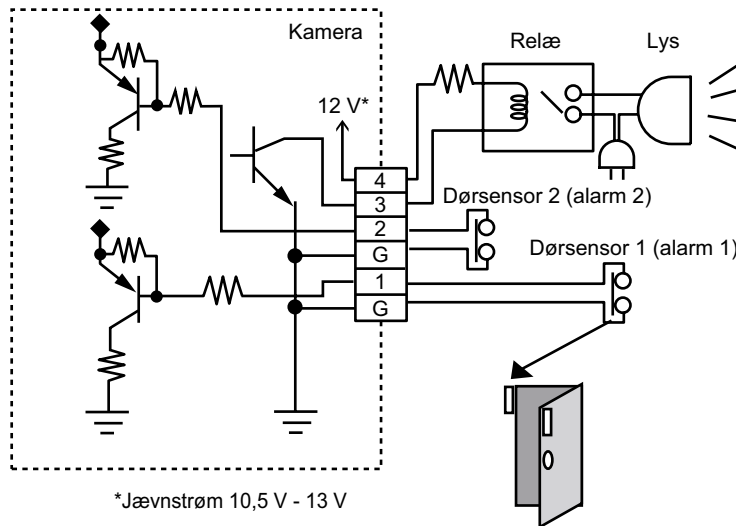 Kamera
Relæ
Lys
12 V*
4
3
2
G
1
G
Dørsensor 2 (alarm 2)
Dørsensor 1 (alarm 1)
*Jævnstrøm 10,5 V - 13 V